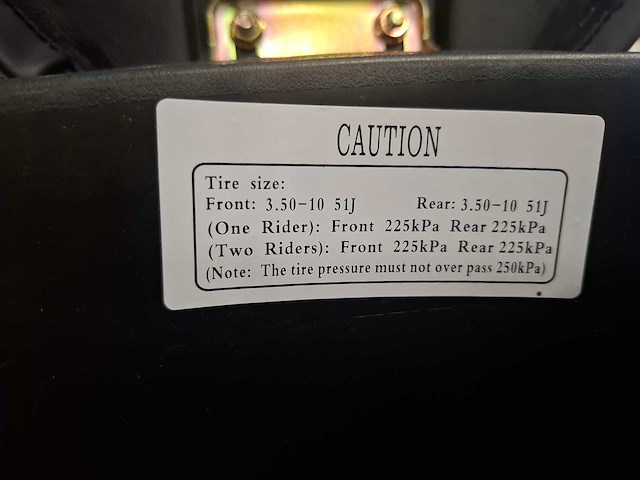 CAUTION
Tire size:
Front: 3.50-10 51J Rear: 3.50-10 51J
(One Rider): Front 225kPa Rear 225kPa
(Two Riders): Front 225kPa Rear 225kPa
(Note: The tire pressure must not over pass 250kPa)